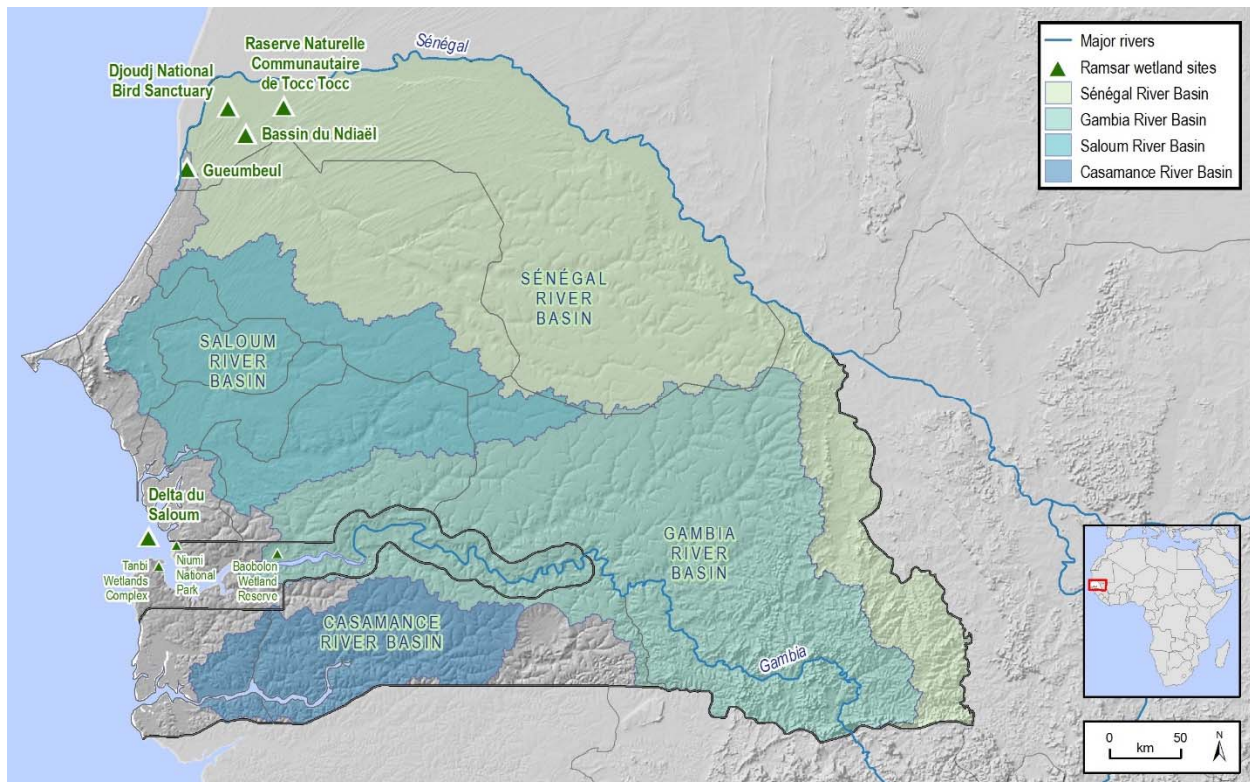 Sénégal
Raserve Naturelle
Communautaire
de Tocc Tocc
Djoudj National
Bird Sanctuary
Bassin du Ndiaël
Gueumbeul
SÉNÉGAL
RIVER
BASIN
SALOUM
RIVER
BASIN
Delta du
Saloum
Tanbi
Wetlands
Complex
Niumi
National
Park
Baobolon
Wetland
Reserve
GAMBIA
RIVER
BASIN
CASAMANCE
RIVER BASIN
Gambia
Major rivers
Ramsar wetland sites
Sénégal River Basin
Gambia River Basin
Saloum River Basin
Casamance River Basin
0 50
km
N